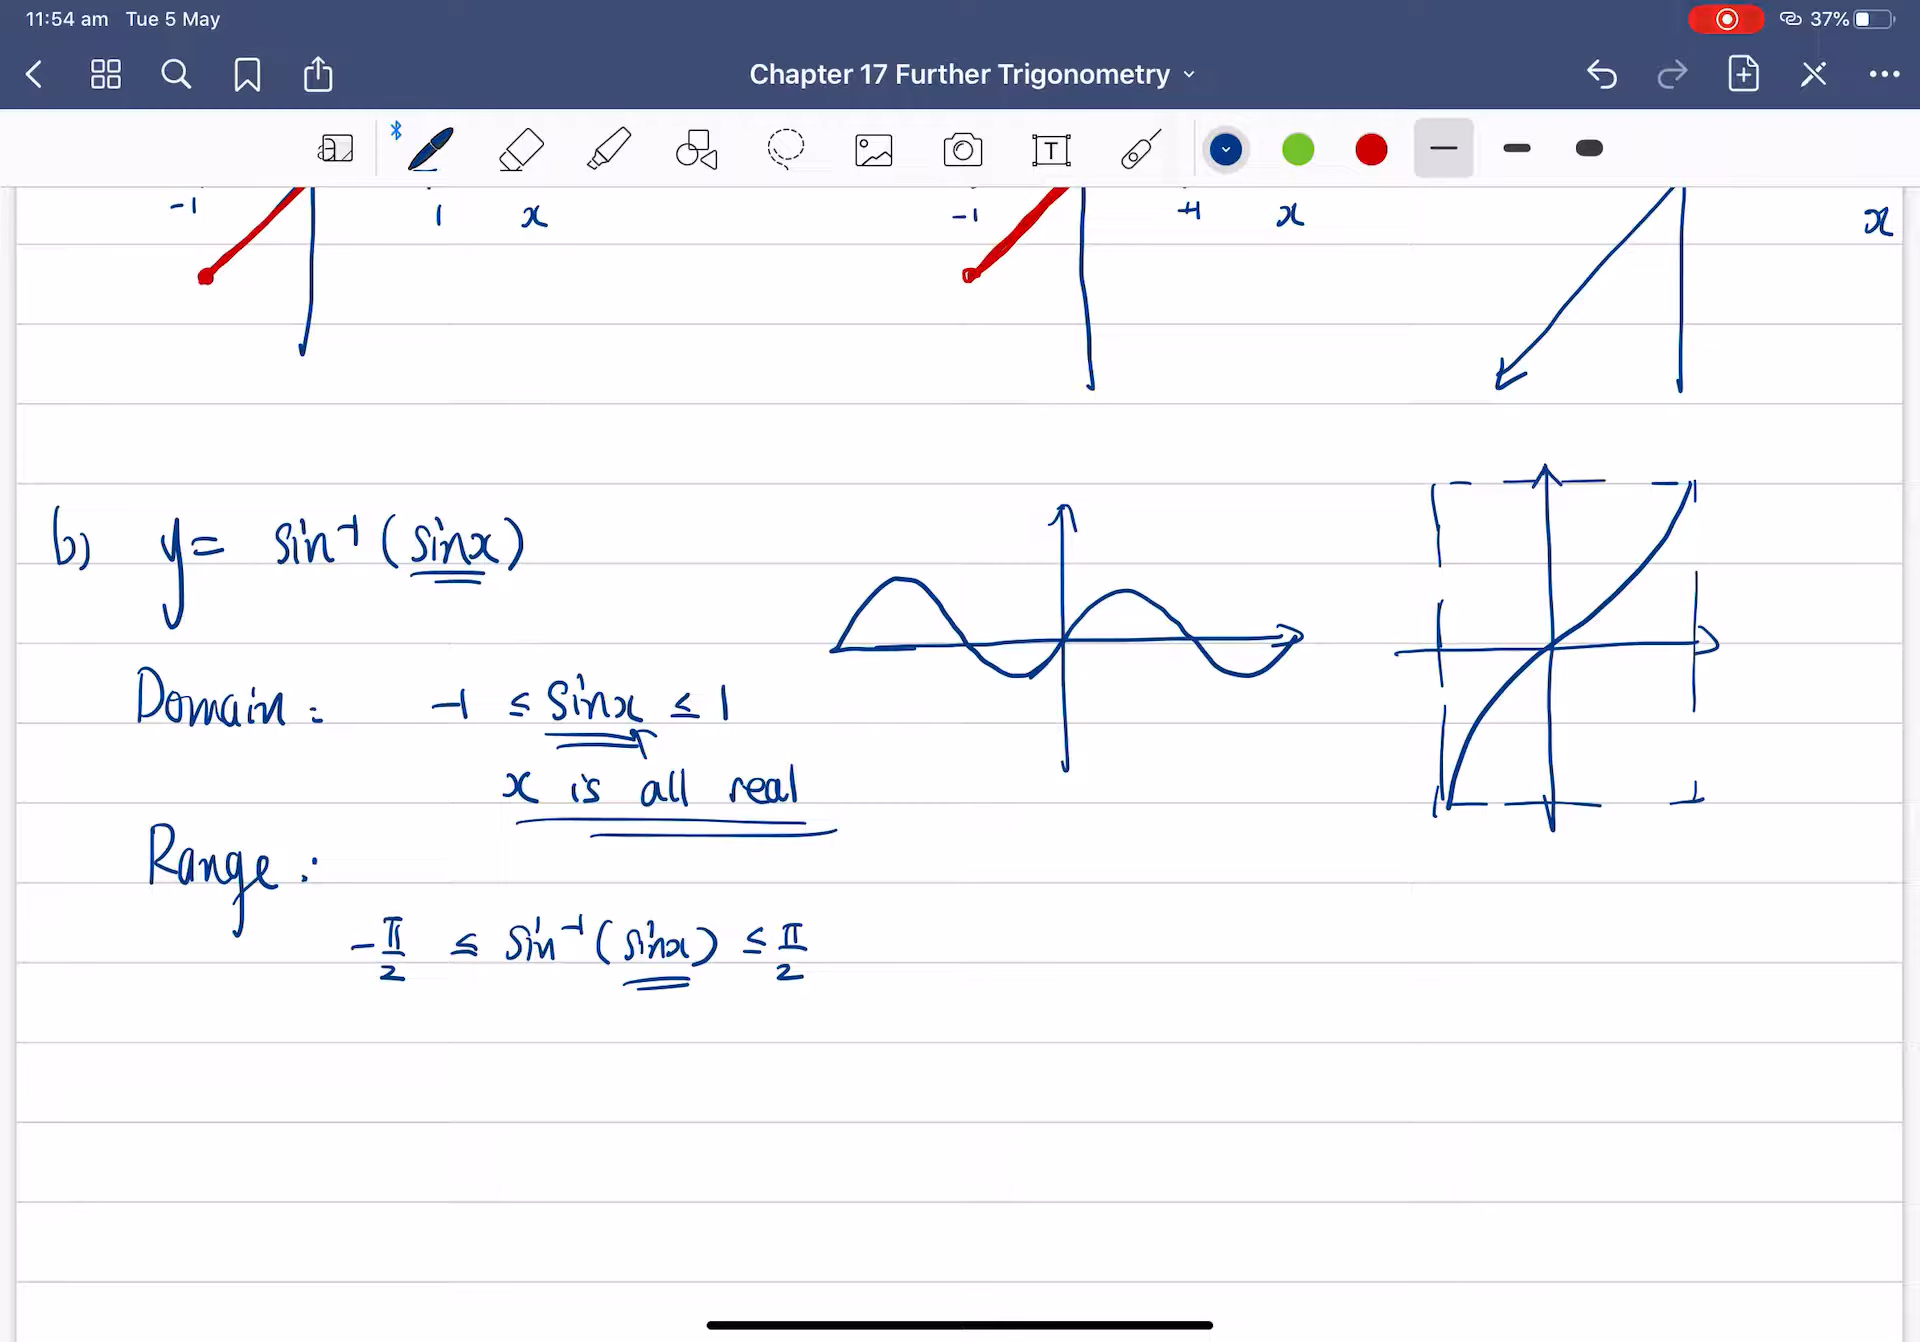 11:54 am Tue 5 May
37%
Chapter 17 Further Trigonometry
a
T
-1 1 x -1 +1 x x
b) y = sin⁻¹ (sinx)
Domain : -1 ≤ sinx ≤ 1
x is all real
Range :
-π/2 ≤ sin⁻¹ (sinx) ≤ π/2